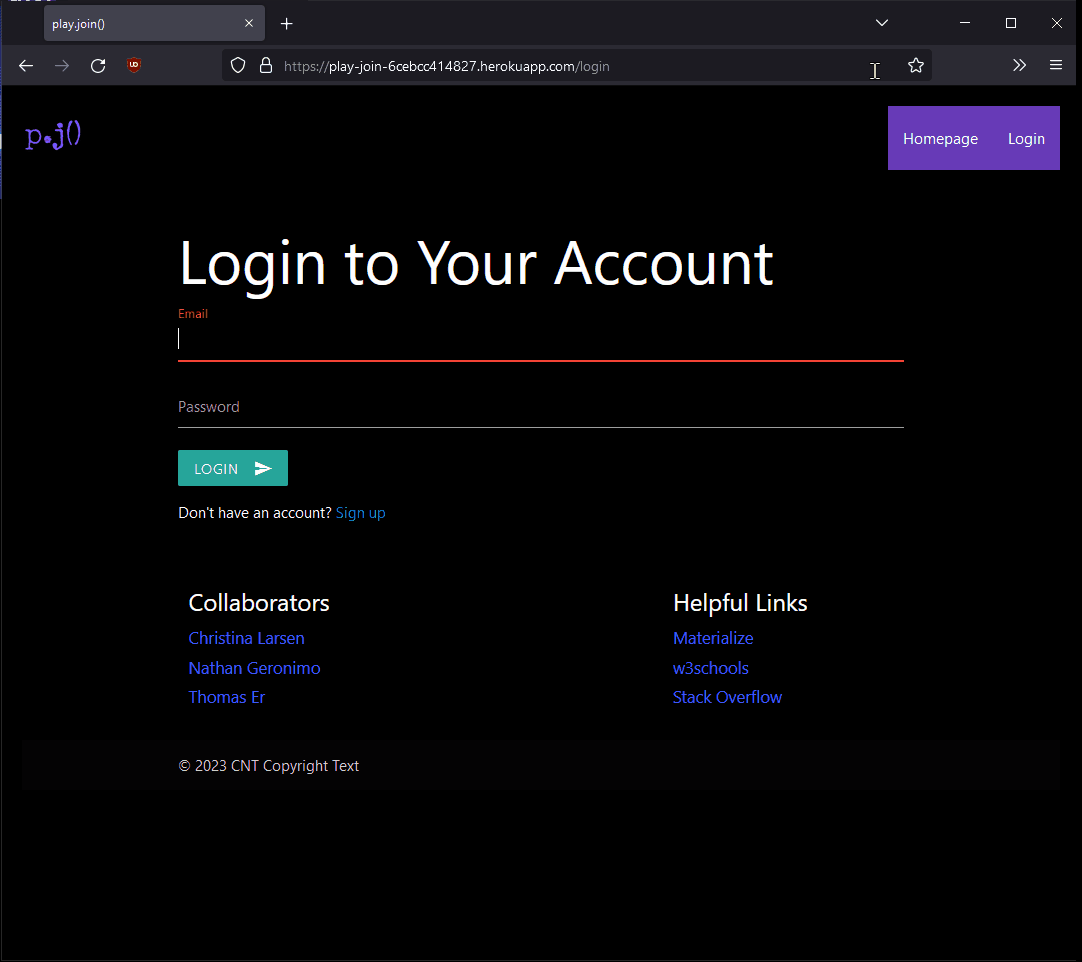 play.join()
https://play-join-6cebcc414827.herokuapp.com/login
p.j()
Homepage Login
Login to Your Account
Email
Password
LOGIN
Don't have an account? Sign up
Collaborators
Christina Larsen
Nathan Geronimo
Thomas Er
Helpful Links
Materialize
w3schools
Stack Overflow
© 2023 CNT Copyright Text